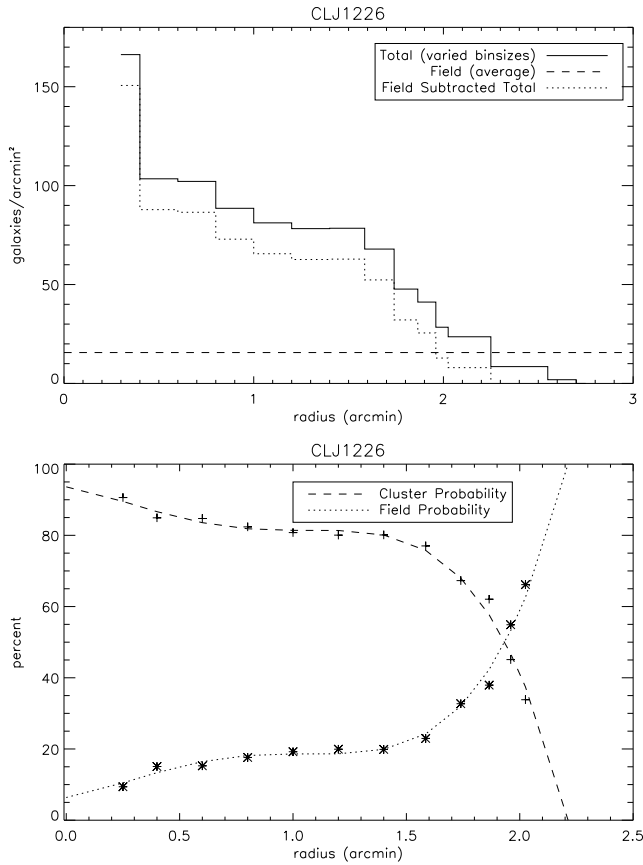 CLJ1226
Total (varied binsizes)
Field (average)
Field Subtracted Total
galaxies/arcmin²
150
100
50
0
0 1 2 3
radius (arcmin)
CLJ1226
Cluster Probability
Field Probability
percent
100
80
60
40
20
0
0.0 0.5 1.0 1.5 2.0 2.5
radius (arcmin)